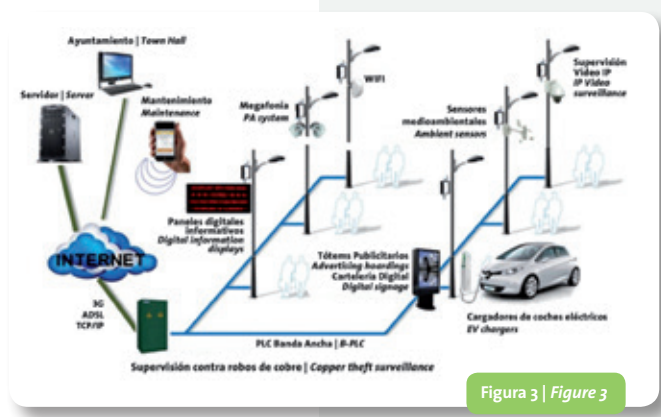 Ayuntamiento | Town Hall
Servidor | Server
Mantenimiento
Maintenance
Megafonía
PA system
WIFI
Supervisión
Video IP
IP Video
surveillance
Sensores
medioambientales
Ambient sensors
Paneles digitales
informativos
Digital information
displays
INTERNET
3G
ADSL
TCP/IP
Tótems Publicitarios
Advertising hoardings
Cartelería Digital
Digital signage
Cargadores de coches eléctricos
EV chargers
PLC Banda Ancha | B-PLC
Supervisión contra robos de cobre | Copper theft surveillance
Figura 3 | Figure 3